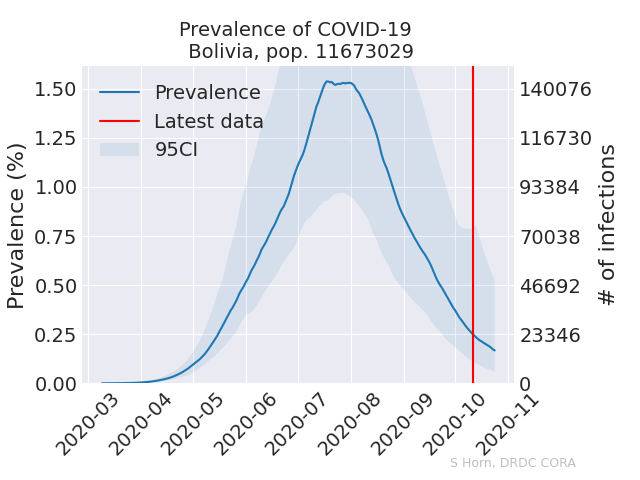 Prevalence of COVID-19
Bolivia, pop. 11673029
Prevalence (%)
1.50
1.25
1.00
0.75
0.50
0.25
0.00
Prevalence
Latest data
95CI
140076
116730
93384
70038
46692
23346
0
# of infections
2020-03
2020-04
2020-05
2020-06
2020-07
2020-08
2020-09
2020-10
2020-11
S Horn, DRDC CORA